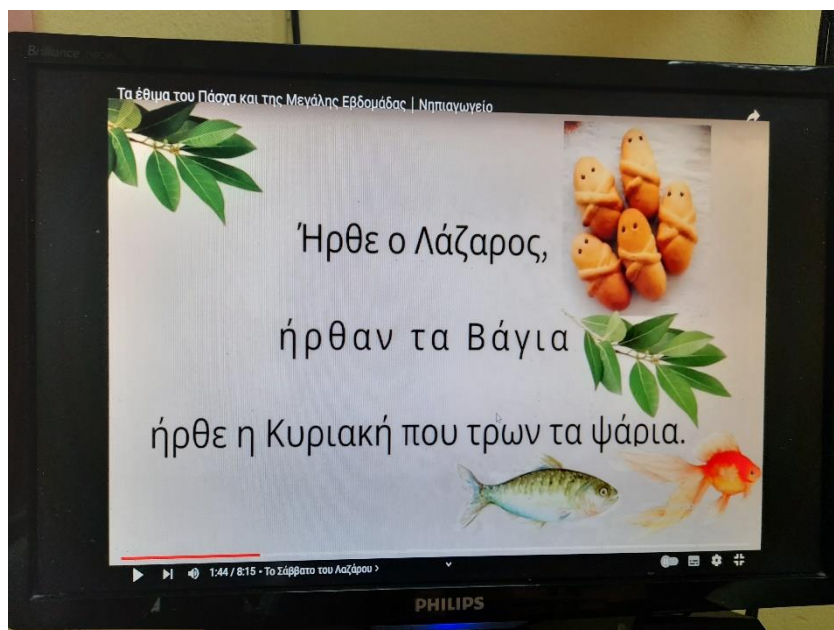 Brilliance
Τα έθιμα του Πάσχα και της Μεγάλης Εβδομάδας | Νηπιαγωγείο
Ήρθε ο Λάζαρος,
ήρθαν τα Βάγια
ήρθε η Κυριακή που τρων τα ψάρια.
1:44 / 8:15 • Το Σάββατο του Λαζάρου >
PHILIPS